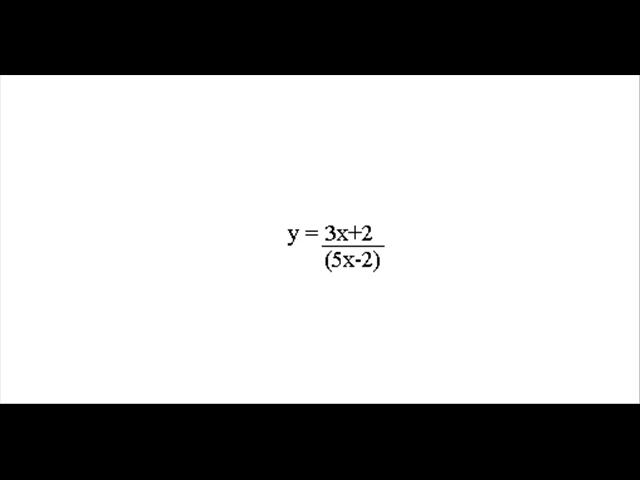 y = 3x+2
(5x-2)